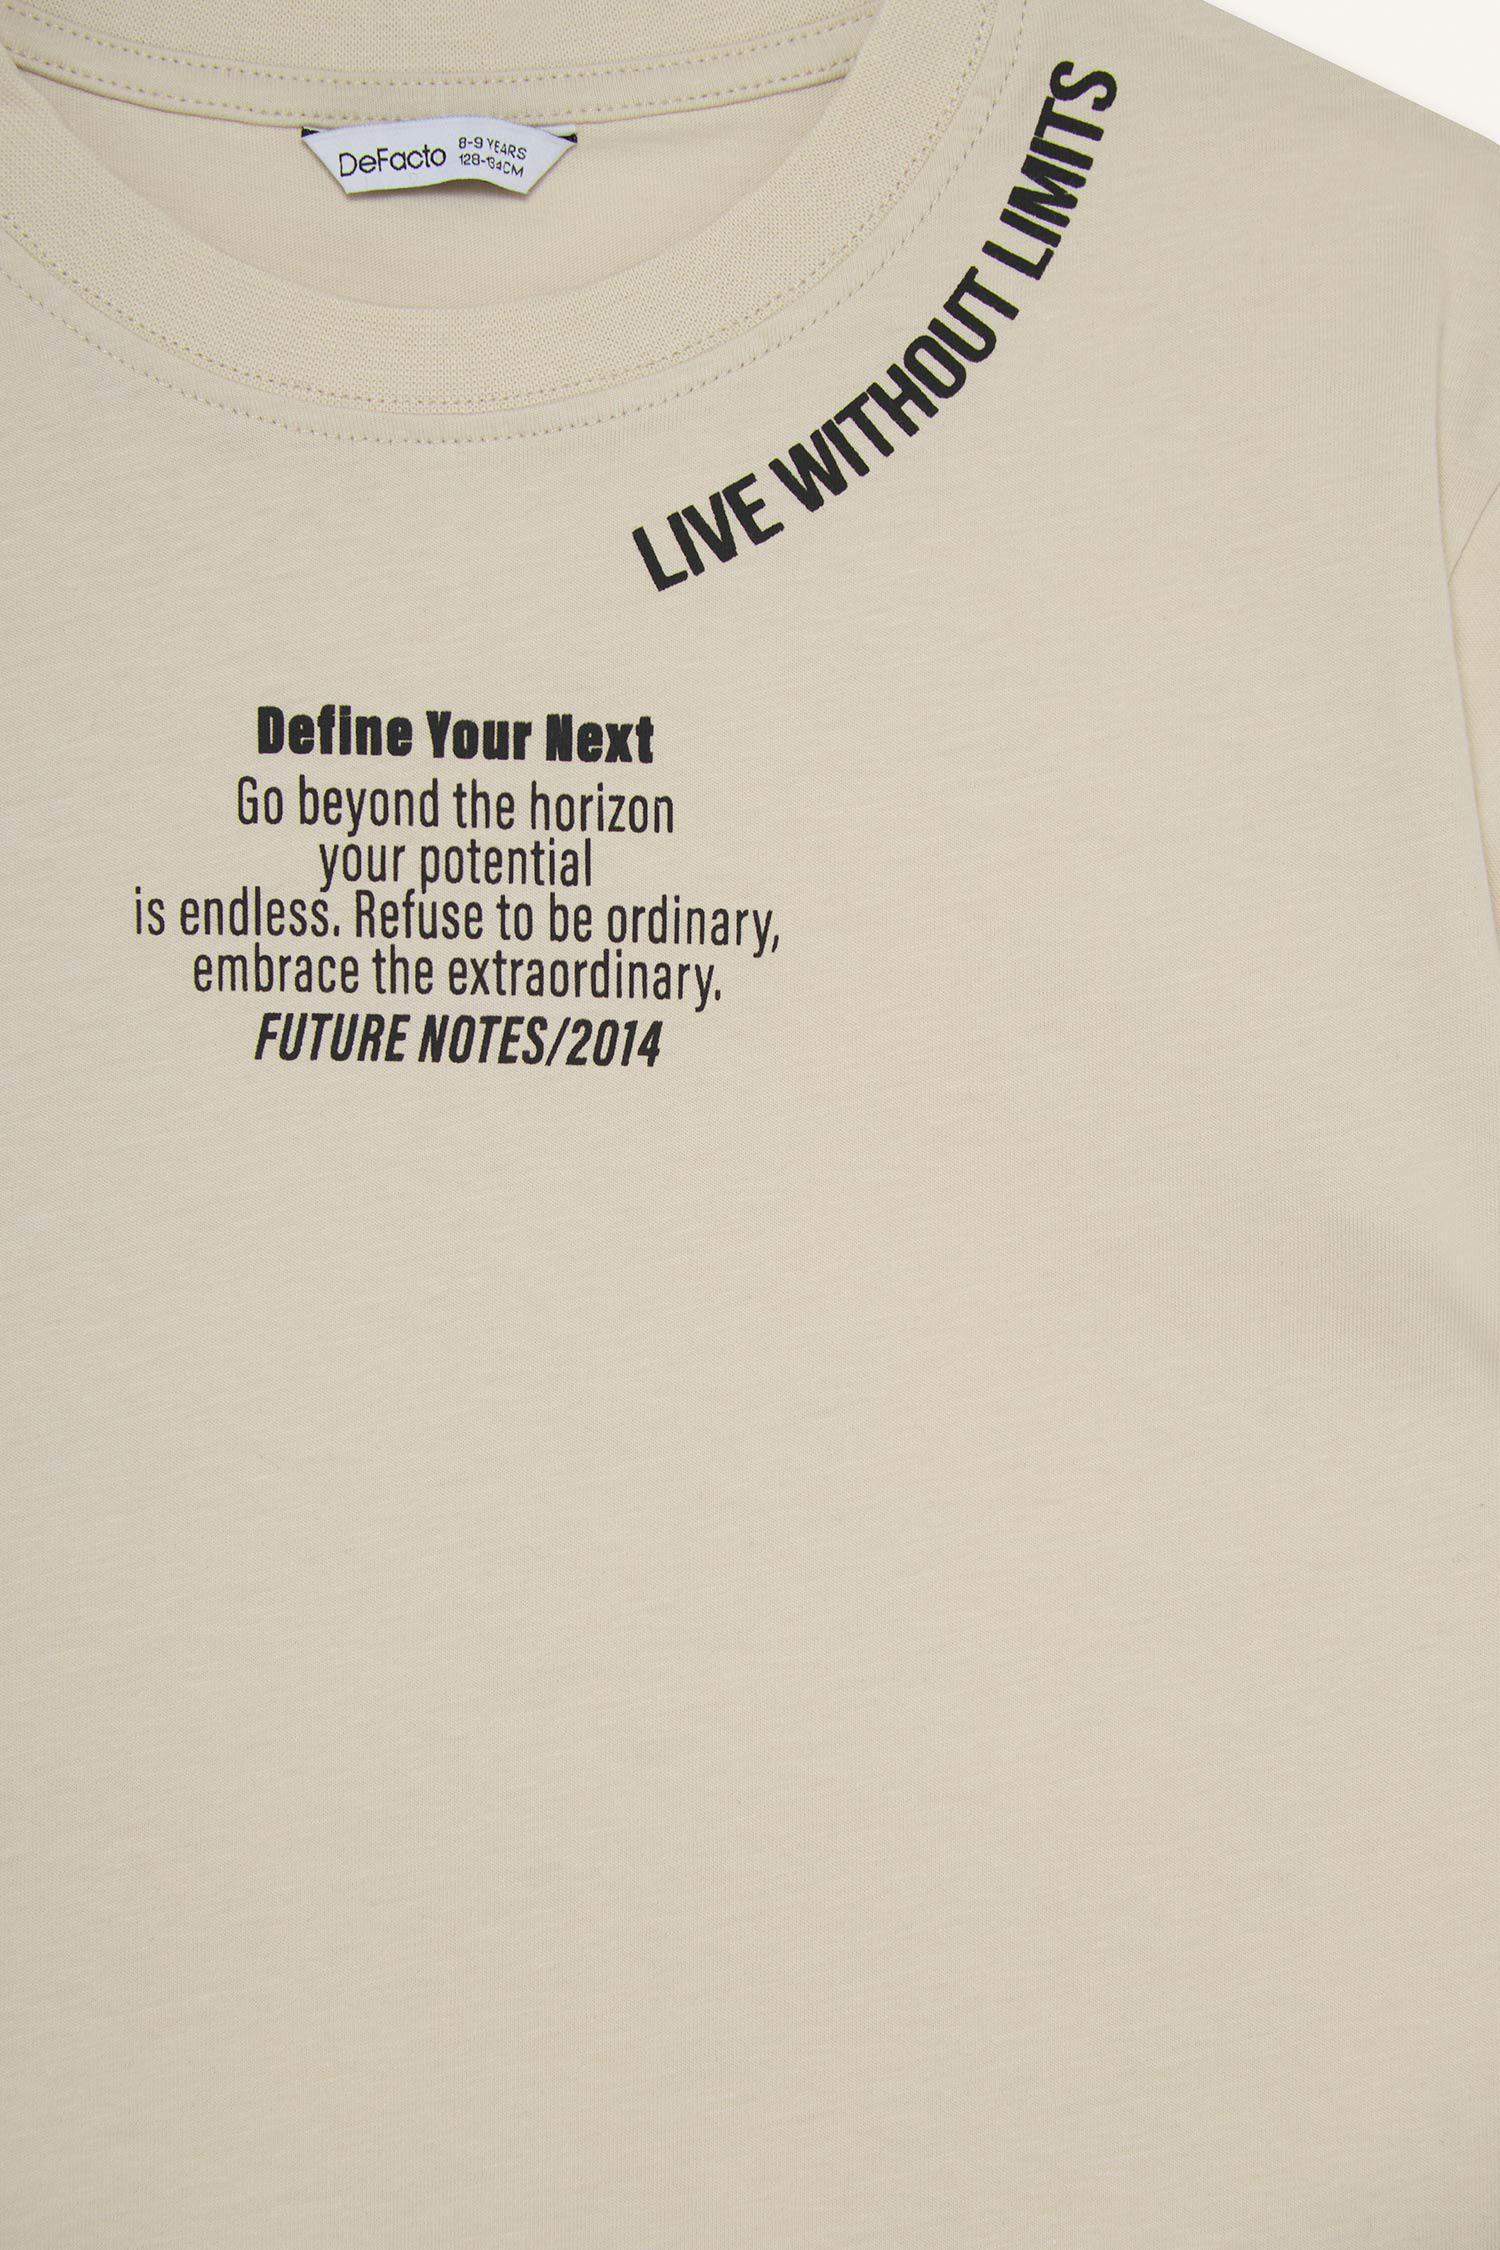 DeFacto
8-9 YEARS
128-134CM
LIVE WITHOUT LIMITS
Define Your Next
Go beyond the horizon
your potential
is endless. Refuse to be ordinary,
embrace the extraordinary.
FUTURE NOTES/2014